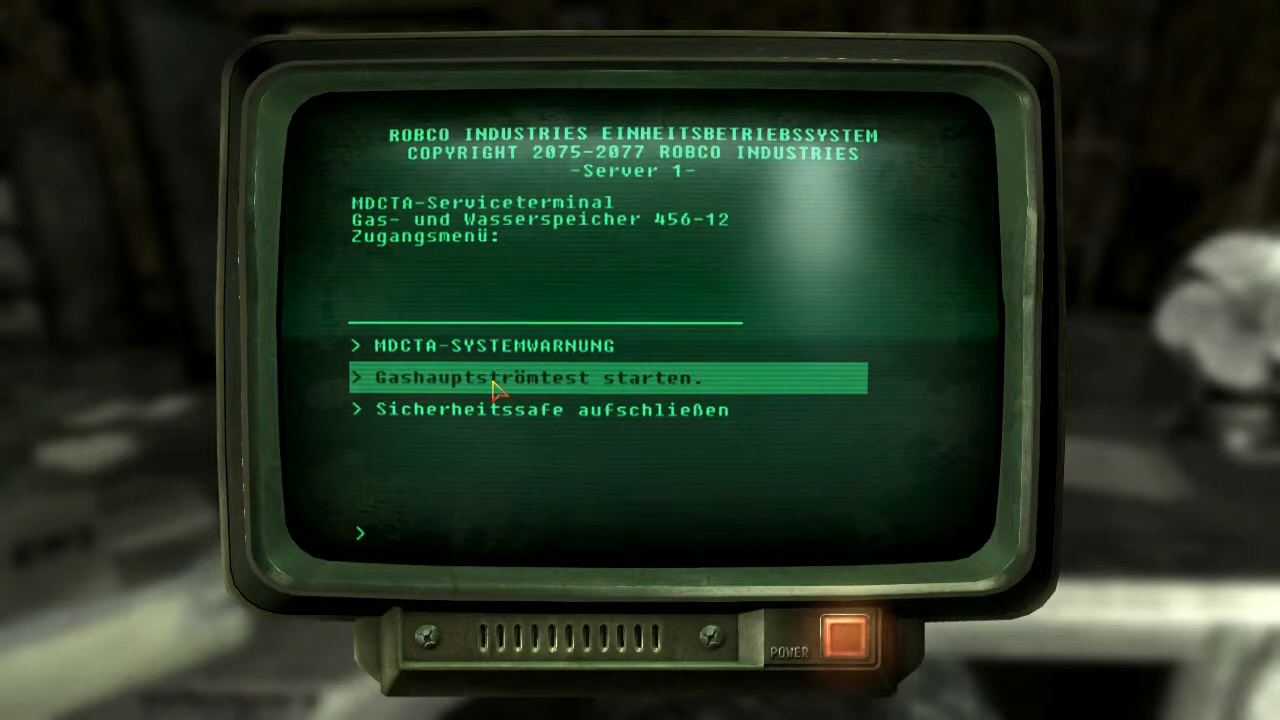 ROBCO INDUSTRIES EINHEITSBETRIEBSSYSTEM
COPYRIGHT 2075-2077 ROBCO INDUSTRIES
-Server 1-
MDCTA-Serviceterminal
Gas- und Wasserspeicher 456-12
Zugangsmenü:
> MDCTA-SYSTEMWARNUNG
> Gashauptströmtest starten.
> Sicherheitssafe aufschließen
>
POWER